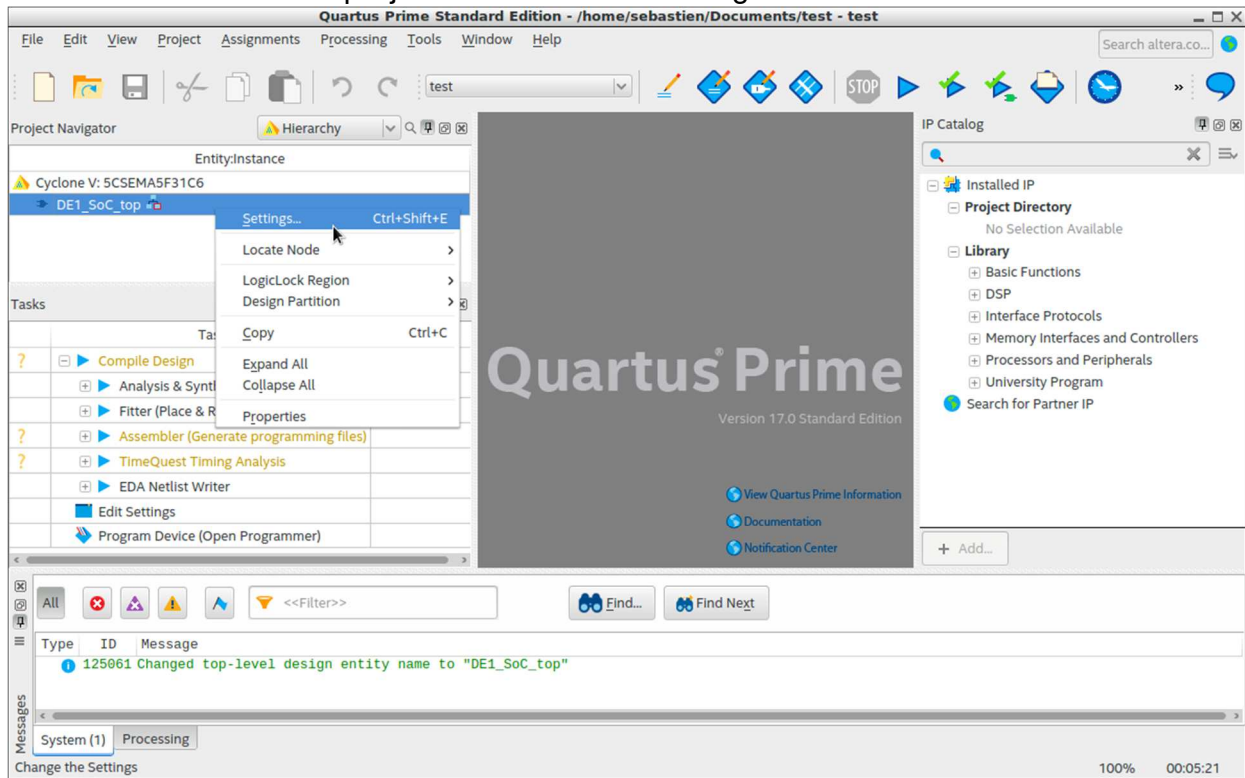 Quartus Prime Standard Edition - /home/sebastien/Documents/test - test
File Edit View Project Assignments Processing Tools Window Help
Search altera.co...
test
STOP
»
Project Navigator
Hierarchy
Entity:Instance
Cyclone V: 5CSEMA5F31C6
DE1_SoC_top
Settings... Ctrl+Shift+E
Locate Node
LogicLock Region
Design Partition
Copy Ctrl+C
Expand All
Collapse All
Properties
Tasks
Ta
? Compile Design
Analysis & Synt
Fitter (Place & R
? Assembler (Generate programming files)
? TimeQuest Timing Analysis
EDA Netlist Writer
Edit Settings
Program Device (Open Programmer)
Quartus Prime
Version 17.0 Standard Edition
View Quartus Prime Information
Documentation
Notification Center
IP Catalog
Installed IP
Project Directory
No Selection Available
Library
Basic Functions
DSP
Interface Protocols
Memory Interfaces and Controllers
Processors and Peripherals
University Program
Search for Partner IP
+ Add...
All
<<Filter>>
Find...
Find Next
Type ID Message
125061 Changed top-level design entity name to "DE1_SoC_top"
Messages
System (1) Processing
Change the Settings
100% 00:05:21